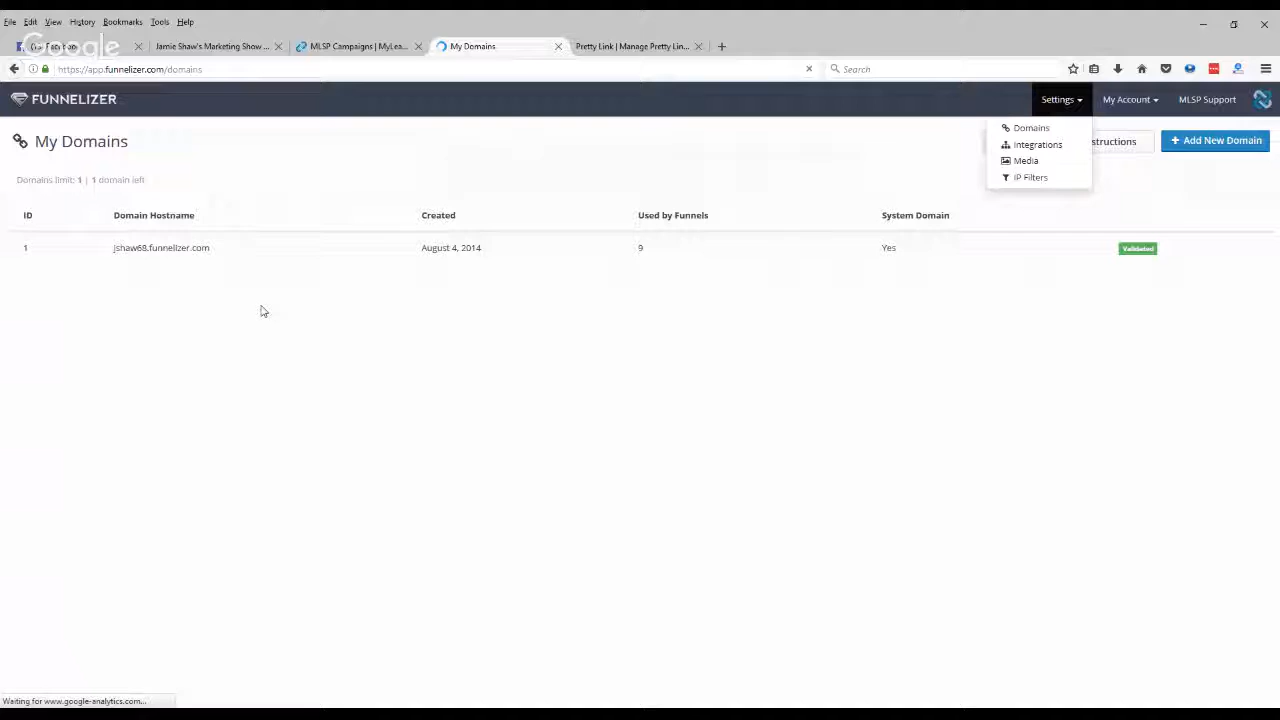 File Edit View History Bookmarks Tools Help
Google
Jamie Shaw's Marketing Show ... MLSP Campaigns | MyLea... My Domains Pretty Link | Manage Pretty Lin...
https://app.funnelizer.com/domains Search
FUNNELIZER Settings My Account MLSP Support
My Domains
Domains
Integrations
Media
IP Filters
structions
Add New Domain
Domains limit: 1 | 1 domain left
ID Domain Hostname Created Used by Funnels System Domain
1 jshaw68.funnelizer.com August 4, 2014 9 Yes Validated
Waiting for www.google-analytics.com...